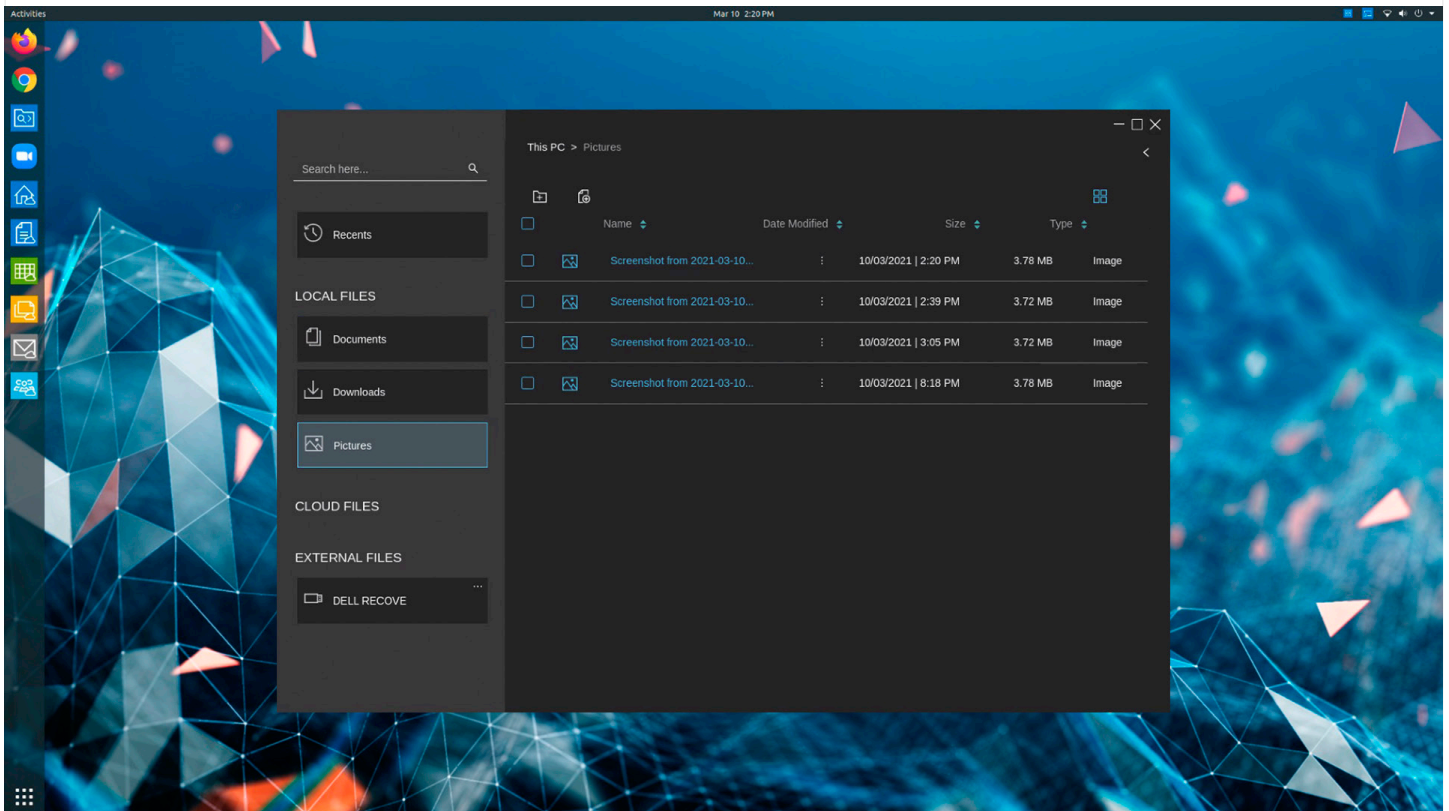 Activities
Mar 10 2:20 PM
This PC > Pictures
Search here...
Name Date Modified Size Type
Recents
Screenshot from 2021-03-10... 10/03/2021 | 2:20 PM 3.78 MB Image
LOCAL FILES
Screenshot from 2021-03-10... 10/03/2021 | 2:39 PM 3.72 MB Image
Documents
Screenshot from 2021-03-10... 10/03/2021 | 3:05 PM 3.72 MB Image
Downloads
Screenshot from 2021-03-10... 10/03/2021 | 8:18 PM 3.78 MB Image
Pictures
CLOUD FILES
EXTERNAL FILES
DELL RECOVE